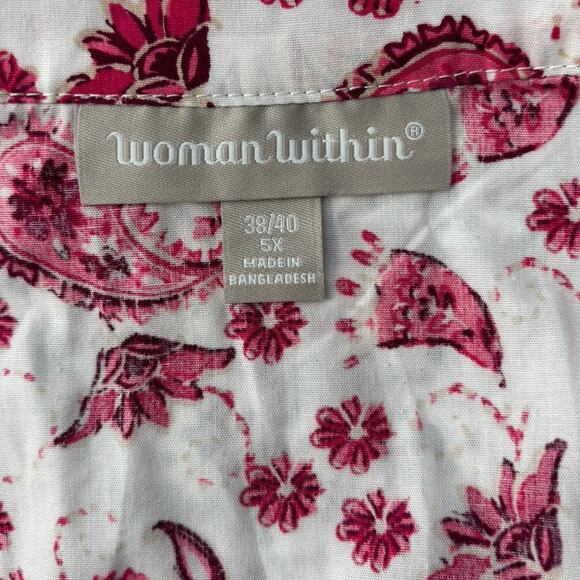 Woman Within®
38/40
5X
MADE IN
BANGLADESH